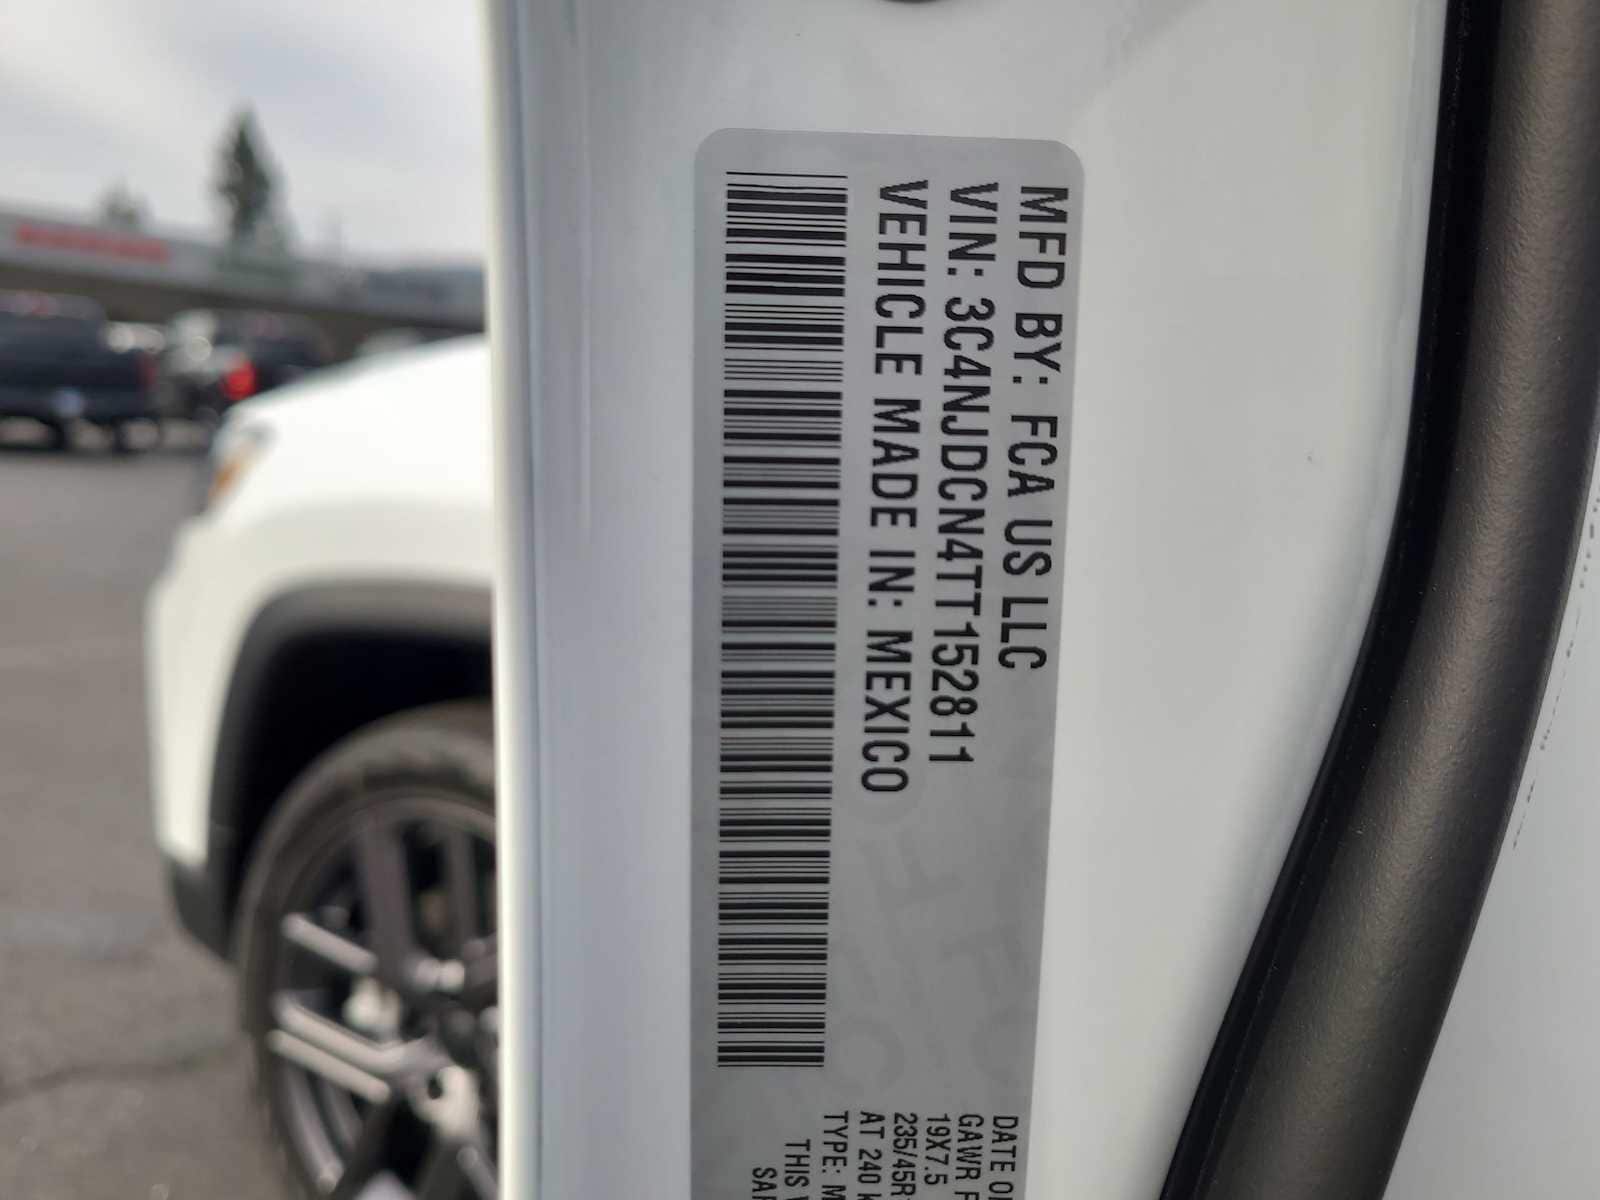 MFD BY: FCA US LLC
VIN: 3C4NJDCN4TT152811
VEHICLE MADE IN: MEXICO
DATE O
GAWR F
19X7.5
235/45R
AT 240 k
TYPE: M
THIS V
SAF